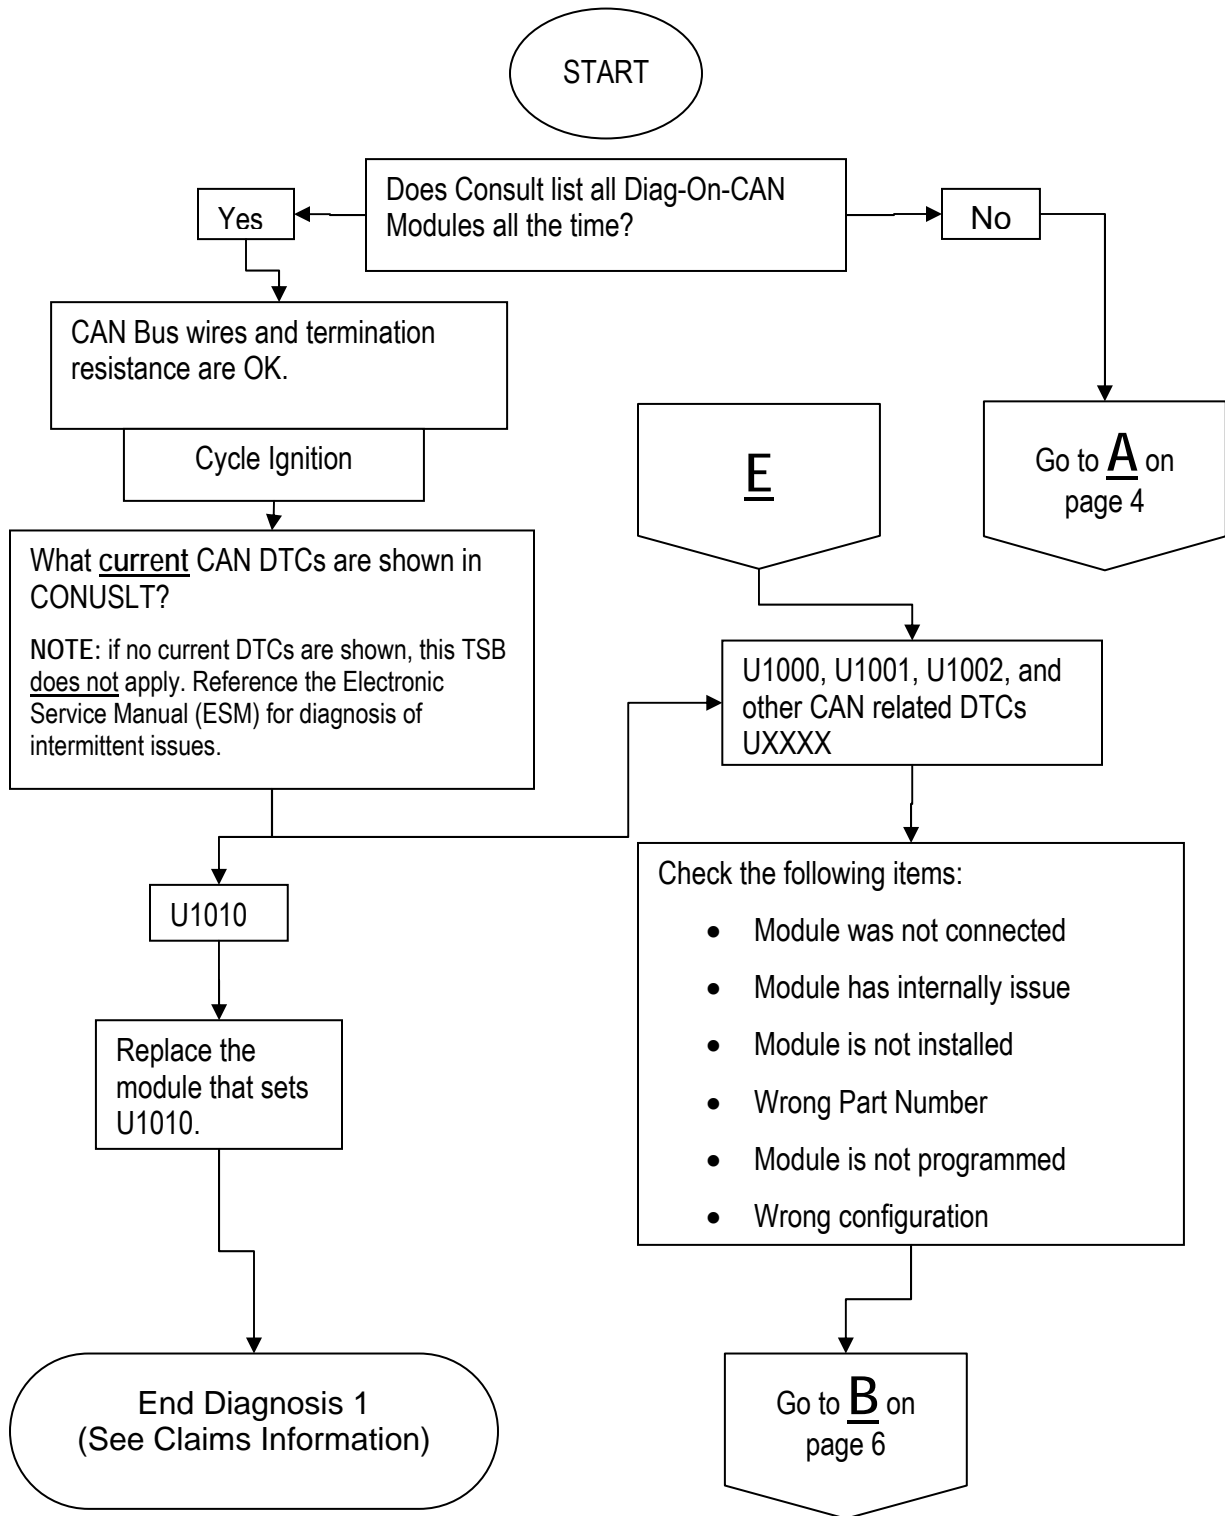 START
Does Consult list all Diag-On-CAN
Modules all the time?
Yes
No
CAN Bus wires and termination
resistance are OK.
Cycle Ignition
E
Go to A on
page 4
What current CAN DTCs are shown in
CONUSLT?
NOTE: if no current DTCs are shown, this TSB
does not apply. Reference the Electronic
Service Manual (ESM) for diagnosis of
intermittent issues.
U1000, U1001, U1002, and
other CAN related DTCs
UXXXX
U1010
Replace the
module that sets
U1010.
Check the following items:
• Module was not connected
• Module has internally issue
• Module is not installed
• Wrong Part Number
• Module is not programmed
• Wrong configuration
End Diagnosis 1
(See Claims Information)
Go to B on
page 6